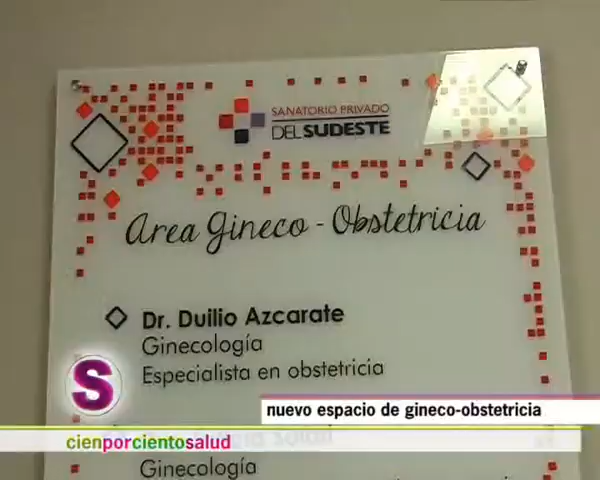 SANATORIO PRIVADO
DEL SUDESTE
Area Gineco - Obstetricia
Dr. Duilio Azcarate
Ginecología
Especialista en obstetricia
S
nuevo espacio de gineco-obstetricia
cienporcientosalud
Ginecología